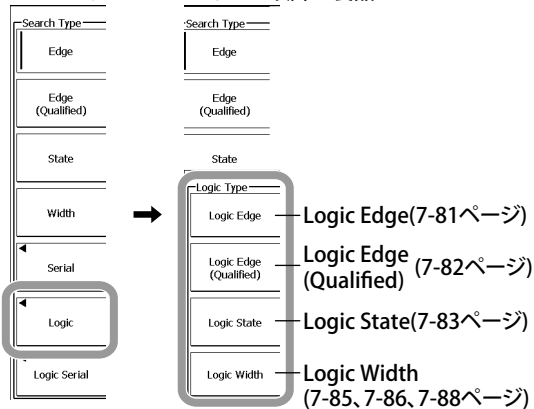 Search Type
Edge
Edge
(Qualified)
State
Width
Serial
Logic
Logic Serial
Search Type
Edge
Edge
(Qualified)
State
Logic Type
Logic Edge
Logic Edge
(Qualified)
Logic State
Logic Width
Logic Edge(7-81ページ)
Logic Edge
(Qualified)
(7-82ページ)
Logic State(7-83ページ)
Logic Width
(7-85、7-86、7-88ページ)